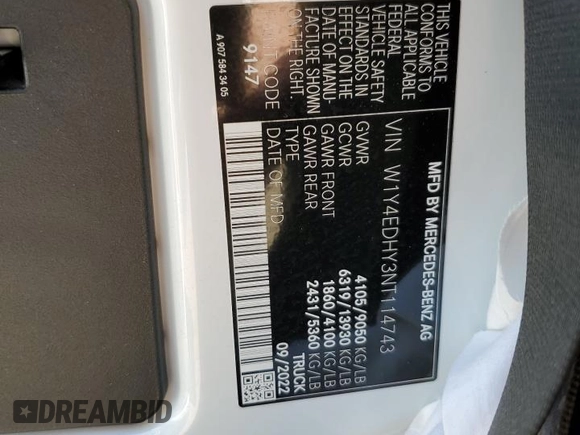 MFD BY MERCEDES-BENZ AG
VIN W1Y4EDHY3NT114743
THIS VEHICLE
CONFORMS TO
ALL APPLICABLE
FEDERAL
VEHICLE SAFETY
STANDARDS IN
EFFECT ON THE
DATE OF MANU-
FACTURE SHOWN
ON THE RIGHT.
PAINT CODE
9147
A 907 584 34 05
GVWR 4105/9050 KG/LB
GCWR 6319/13930 KG/LB
GAWR FRONT 1860/4100 KG/LB
GAWR REAR 2431/5360 KG/LB
TYPE TRUCK
DATE OF MFD 09/2022
DREAMBID